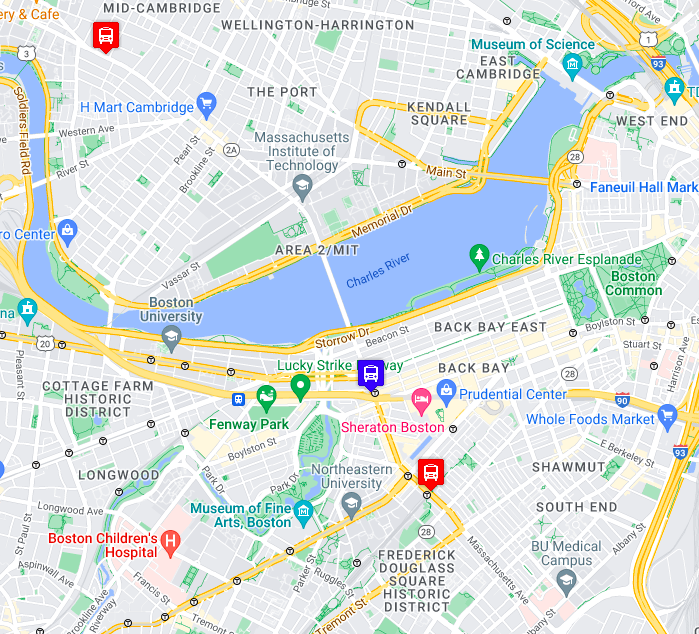 MID-CAMBRIDGE
ery & Cafe
WELLINGTON-HARRINGTON
1
3
Museum of Science
93
EAST
CAMBRIDGE
Soldiers Field Rd
THE PORT
H Mart Cambridge
KENDALL
SQUARE
WEST END
Western Ave
Massachusetts
Institute of
Technology
River St
Pearl St
Brookline St
2A
28
Main St
Faneuil Hall Mark
Memorial Dr
ro Center
AREA 2/MIT
Charles River
Charles River Esplanade
Vassar St
Boston
Common
Boston
University
Storrow Dr
Beacon St
BACK BAY EAST
Boylston St
20
Stuart St
Harrison Ave
Pleasant St
BACK BAY
28
COTTAGE FARM
HISTORIC
DISTRICT
Prudential Center
Fenway Park
Sheraton Boston
Whole Foods Market
90
Boylston St
E Berkeley St
93
LONGWOOD
Park Dr
Park Dr
Northeastern
University
SHAWMUT
Longwood Ave
Museum of Fine
Arts, Boston
SOUTH END
St Paul St
Boston Children's
Hospital
28
Massachusetts Ave
Albany St
BU Medical
Campus
Aspinwall Ave
Francis St
Parker St
Ruggles St
FREDERICK
DOUGLASS
SQUARE
HISTORIC
DISTRICT
Brookline Ave
Riverway
Tremont St
Tremont St
Albany St